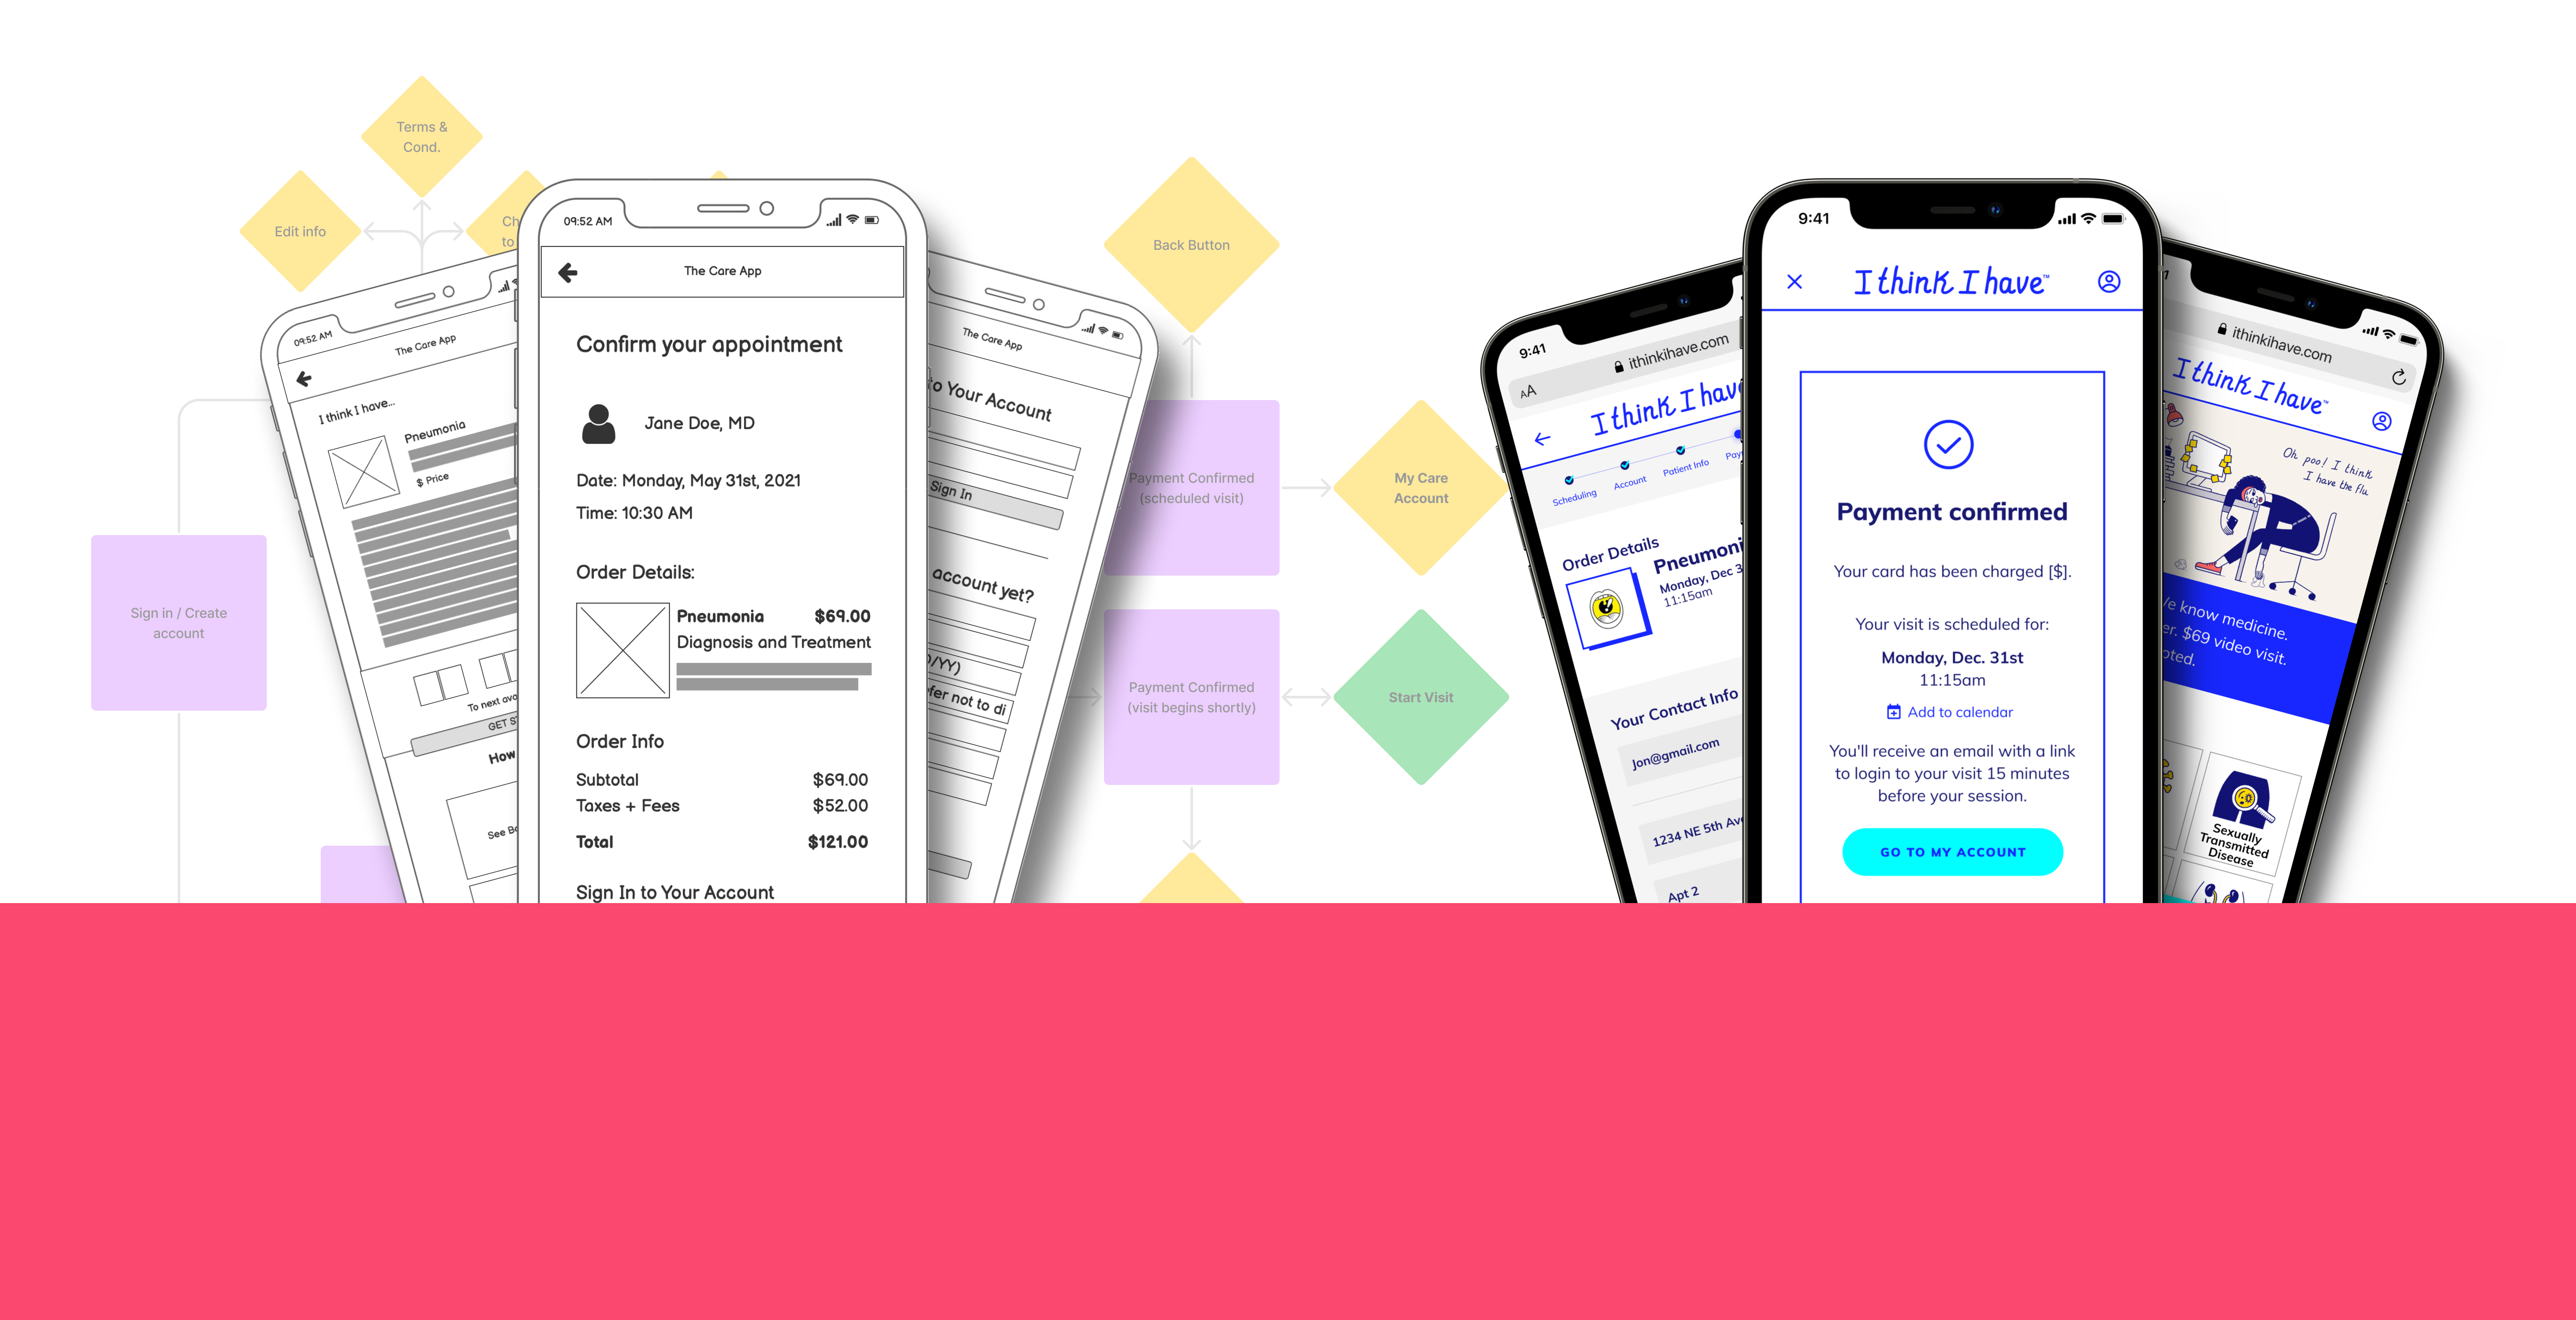 Terms &
Cond.
Edit info
Ch
to
Sign in / Create
account
09:52 AM
The Care App
I think I have...
Pneumonia
$ Price
To next ava
GET S
How
See Bo
09:52 AM
The Care App
Confirm your appointment
Jane Doe, MD
Date: Monday, May 31st, 2021
Time: 10:30 AM
Order Details:
Pneumonia $69.00
Diagnosis and Treatment
Order Info
Subtotal $69.00
Taxes + Fees $52.00
Total $121.00
Sign In to Your Account
The Care App
to Your Account
Sign In
account yet?
/YY)
fer not to di
Back Button
Payment Confirmed
(scheduled visit)
My Care
Account
Payment Confirmed
(visit begins shortly)
Start Visit
9:41
AA
ithinkihave.com
I think I have
Scheduling
Account
Patient Info
Pay
Order Details
Pneumoni
Monday, Dec 3
11:15am
Your Contact Info
Jon@gmail.com
1234 NE 5th Ave
Apt 2
9:41
I think I have™
Payment confirmed
Your card has been charged [$].
Your visit is scheduled for:
Monday, Dec. 31st
11:15am
Add to calendar
You'll receive an email with a link
to login to your visit 15 minutes
before your session.
GO TO MY ACCOUNT
ithinkihave.com
I think I have™
Oh poo! I think
I have the flu
We know medicine.
er. $69 video visit.
oted.
Sexually
Transmitted
Disease